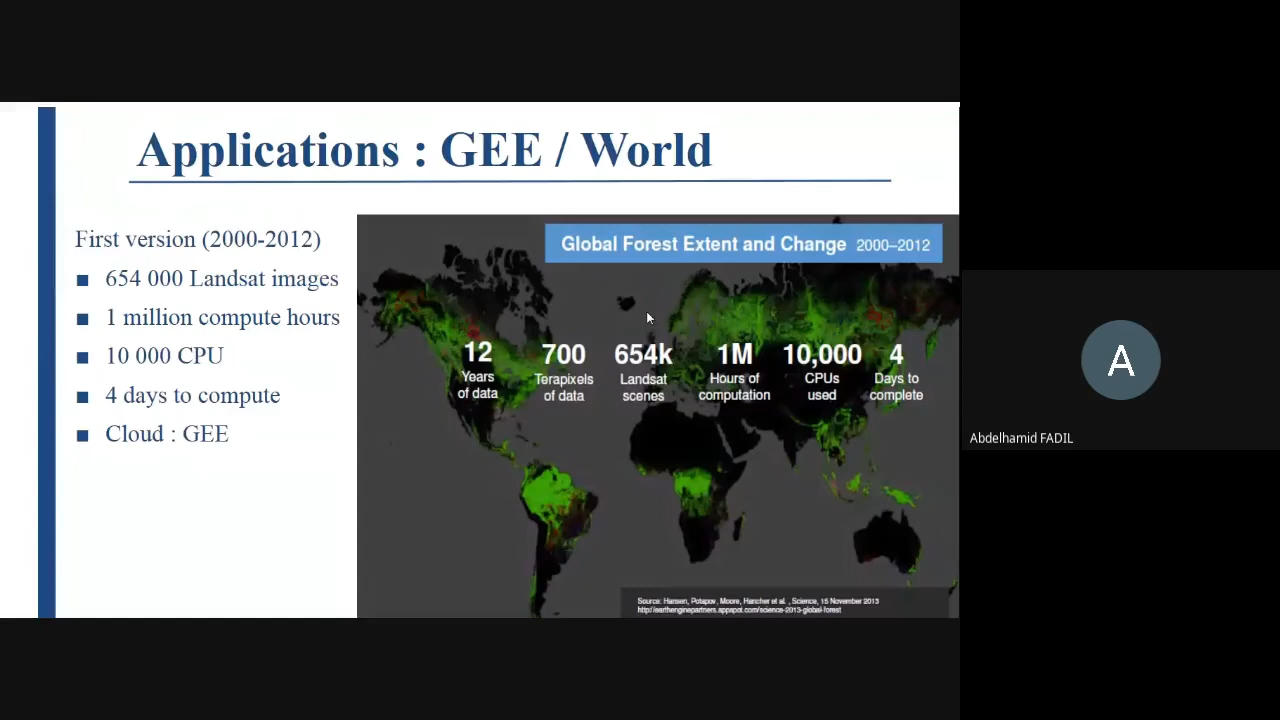 Applications : GEE / World
First version (2000-2012)
■ 654 000 Landsat images
■ 1 million compute hours
■ 10 000 CPU
■ 4 days to compute
■ Cloud : GEE
Global Forest Extent and Change 2000–2012
12
Years
of data
700
Terapixels
of data
654k
Landsat
scenes
1M
Hours of
computation
10,000
CPUs
used
4
Days to
complete
Source: Hansen, Potapov, Moore, Hancher et al. , Science, 15 November 2013
http://earthenginepartners.appspot.com/science-2013-global-forest
A
Abdelhamid FADIL